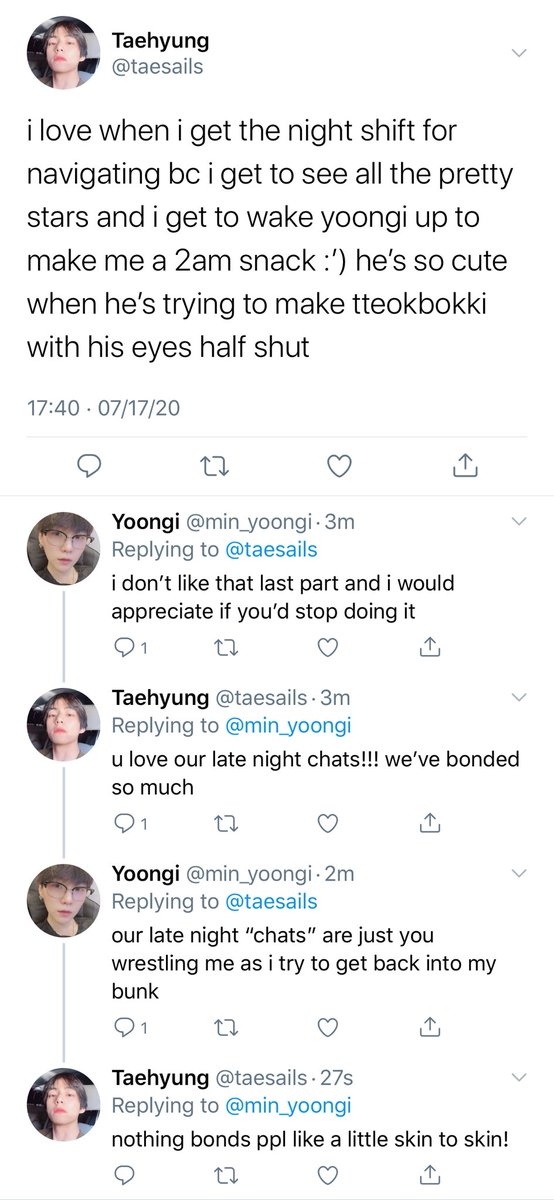 Taehyung
@taesails
i love when i get the night shift for
navigating bc i get to see all the pretty
stars and i get to wake yoongi up to
make me a 2am snack :’) he’s so cute
when he’s trying to make tteokbokki
with his eyes half shut
17:40 · 07/17/20
Yoongi @min_yoongi · 3m
Replying to @taesails
i don’t like that last part and i would
appreciate if you’d stop doing it
1
Taehyung @taesails · 3m
Replying to @min_yoongi
u love our late night chats!!! we’ve bonded
so much
1
Yoongi @min_yoongi · 2m
Replying to @taesails
our late night “chats” are just you
wrestling me as i try to get back into my
bunk
1
Taehyung @taesails · 27s
Replying to @min_yoongi
nothing bonds ppl like a little skin to skin!